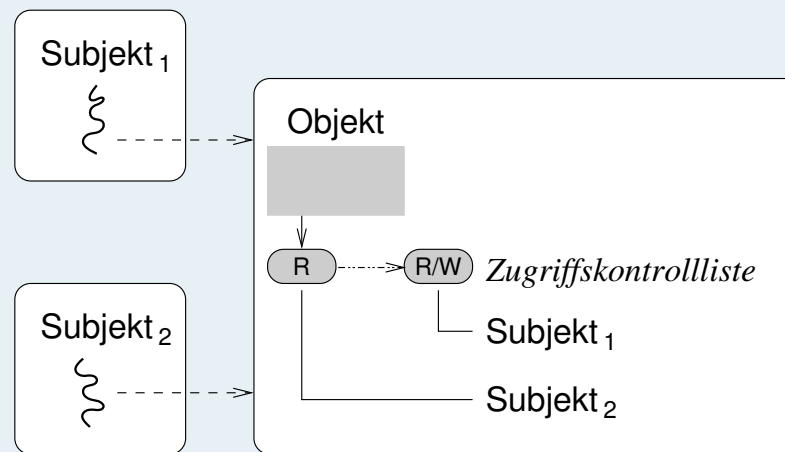 Subjekt 1
Objekt
R R/W Zugriffskontrollliste
Subjekt 2
Subjekt 1
Subjekt 2